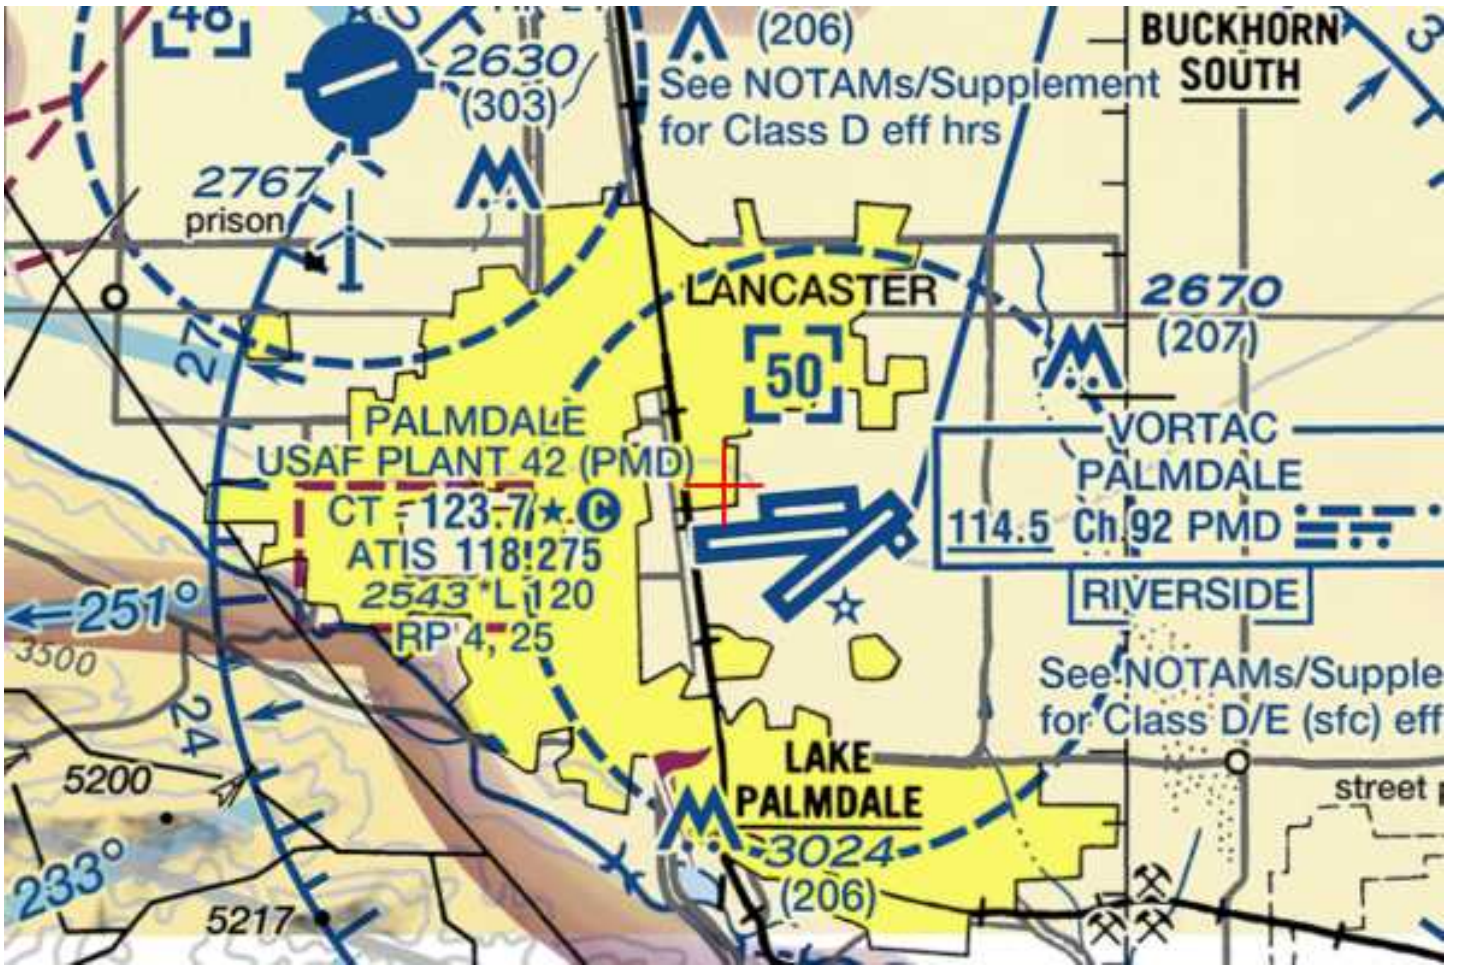 48
2630
(303)
(206)
See NOTAMs/Supplement
for Class D eff hrs
BUCKHORN
SOUTH
3
2767
prison
LANCASTER
2670
(207)
27
50
PALMDALE
USAF PLANT 42 (PMD)
CT - 123.7 ★ C
ATIS 118.275
2543 *L 120
RP 4, 25
VORTAC
PALMDALE
114.5 Ch 92 PMD
RIVERSIDE
251°
3500
See NOTAMs/Supple
for Class D/E (sfc) eff
24
5200
LAKE
PALMDALE
street p
3024
(206)
233°
5217